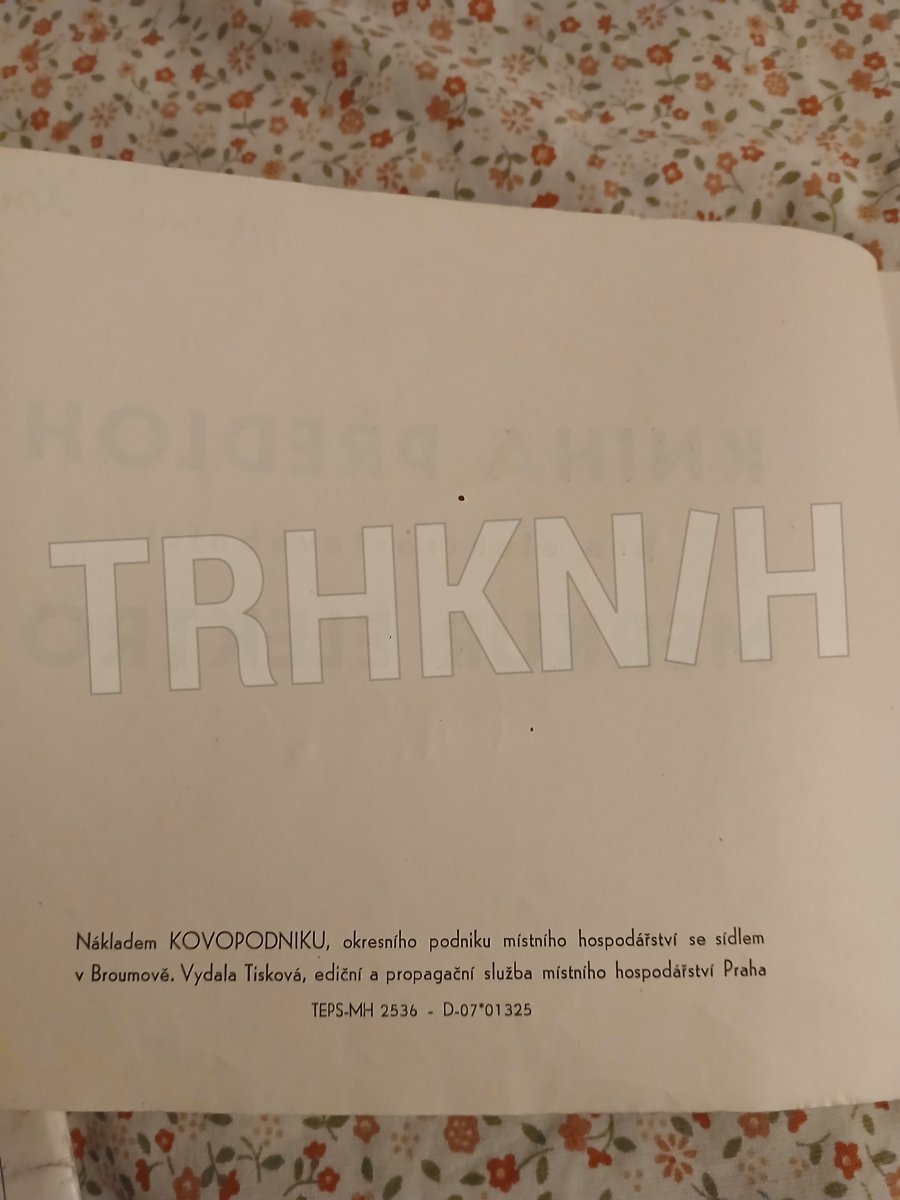 TRHKNIH
Nákladem KOVOPODNIKU, okresního podniku místního hospodářství se sídlem
v Broumově. Vydala Tisková, ediční a propagační služba místního hospodářství Praha
TEPS-MH 2536 - D-07*01325